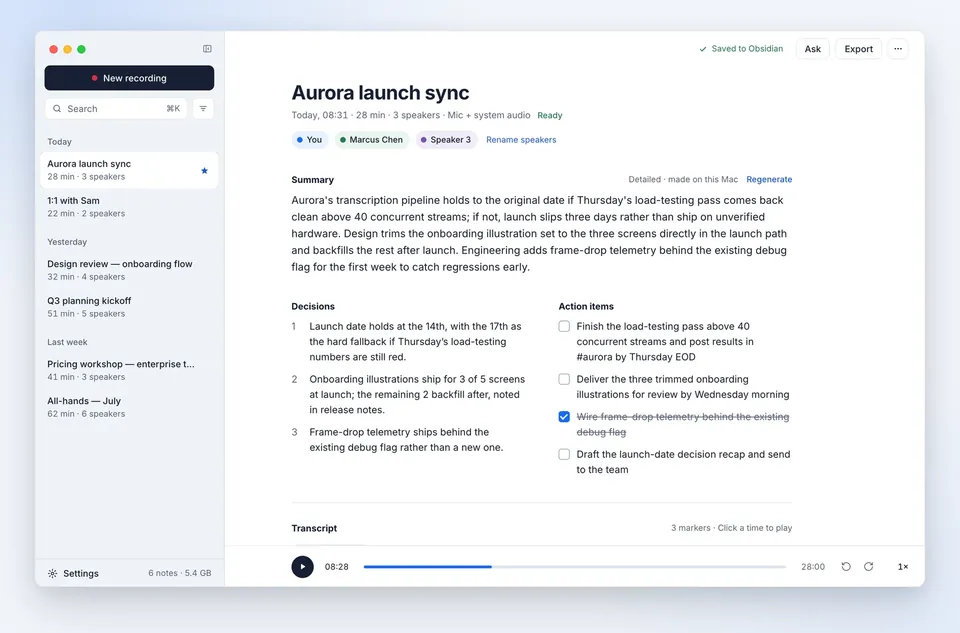 New recording
Search ⌘K
Today
Aurora launch sync
28 min · 3 speakers
1:1 with Sam
22 min · 2 speakers
Yesterday
Design review — onboarding flow
32 min · 4 speakers
Q3 planning kickoff
51 min · 5 speakers
Last week
Pricing workshop — enterprise t...
41 min · 3 speakers
All-hands — July
62 min · 6 speakers
Settings
6 notes · 5.4 GB
Saved to Obsidian
Ask
Export
Aurora launch sync
Today, 08:31 · 28 min · 3 speakers · Mic + system audio Ready
You
Marcus Chen
Speaker 3
Rename speakers
Summary
Detailed · made on this Mac Regenerate
Aurora's transcription pipeline holds to the original date if Thursday's load-testing pass comes back
clean above 40 concurrent streams; if not, launch slips three days rather than ship on unverified
hardware. Design trims the onboarding illustration set to the three screens directly in the launch path
and backfills the rest after launch. Engineering adds frame-drop telemetry behind the existing debug
flag for the first week to catch regressions early.
Decisions
1 Launch date holds at the 14th, with the 17th as
the hard fallback if Thursday's load-testing
numbers are still red.
2 Onboarding illustrations ship for 3 of 5 screens
at launch; the remaining 2 backfill after, noted
in release notes.
3 Frame-drop telemetry ships behind the
existing debug flag rather than a new one.
Action items
Finish the load-testing pass above 40
concurrent streams and post results in
#aurora by Thursday EOD
Deliver the three trimmed onboarding
illustrations for review by Wednesday morning
Wire frame-drop telemetry behind the existing
debug flag
Draft the launch-date decision recap and send
to the team
Transcript
3 markers · Click a time to play
08:28
28:00
1×